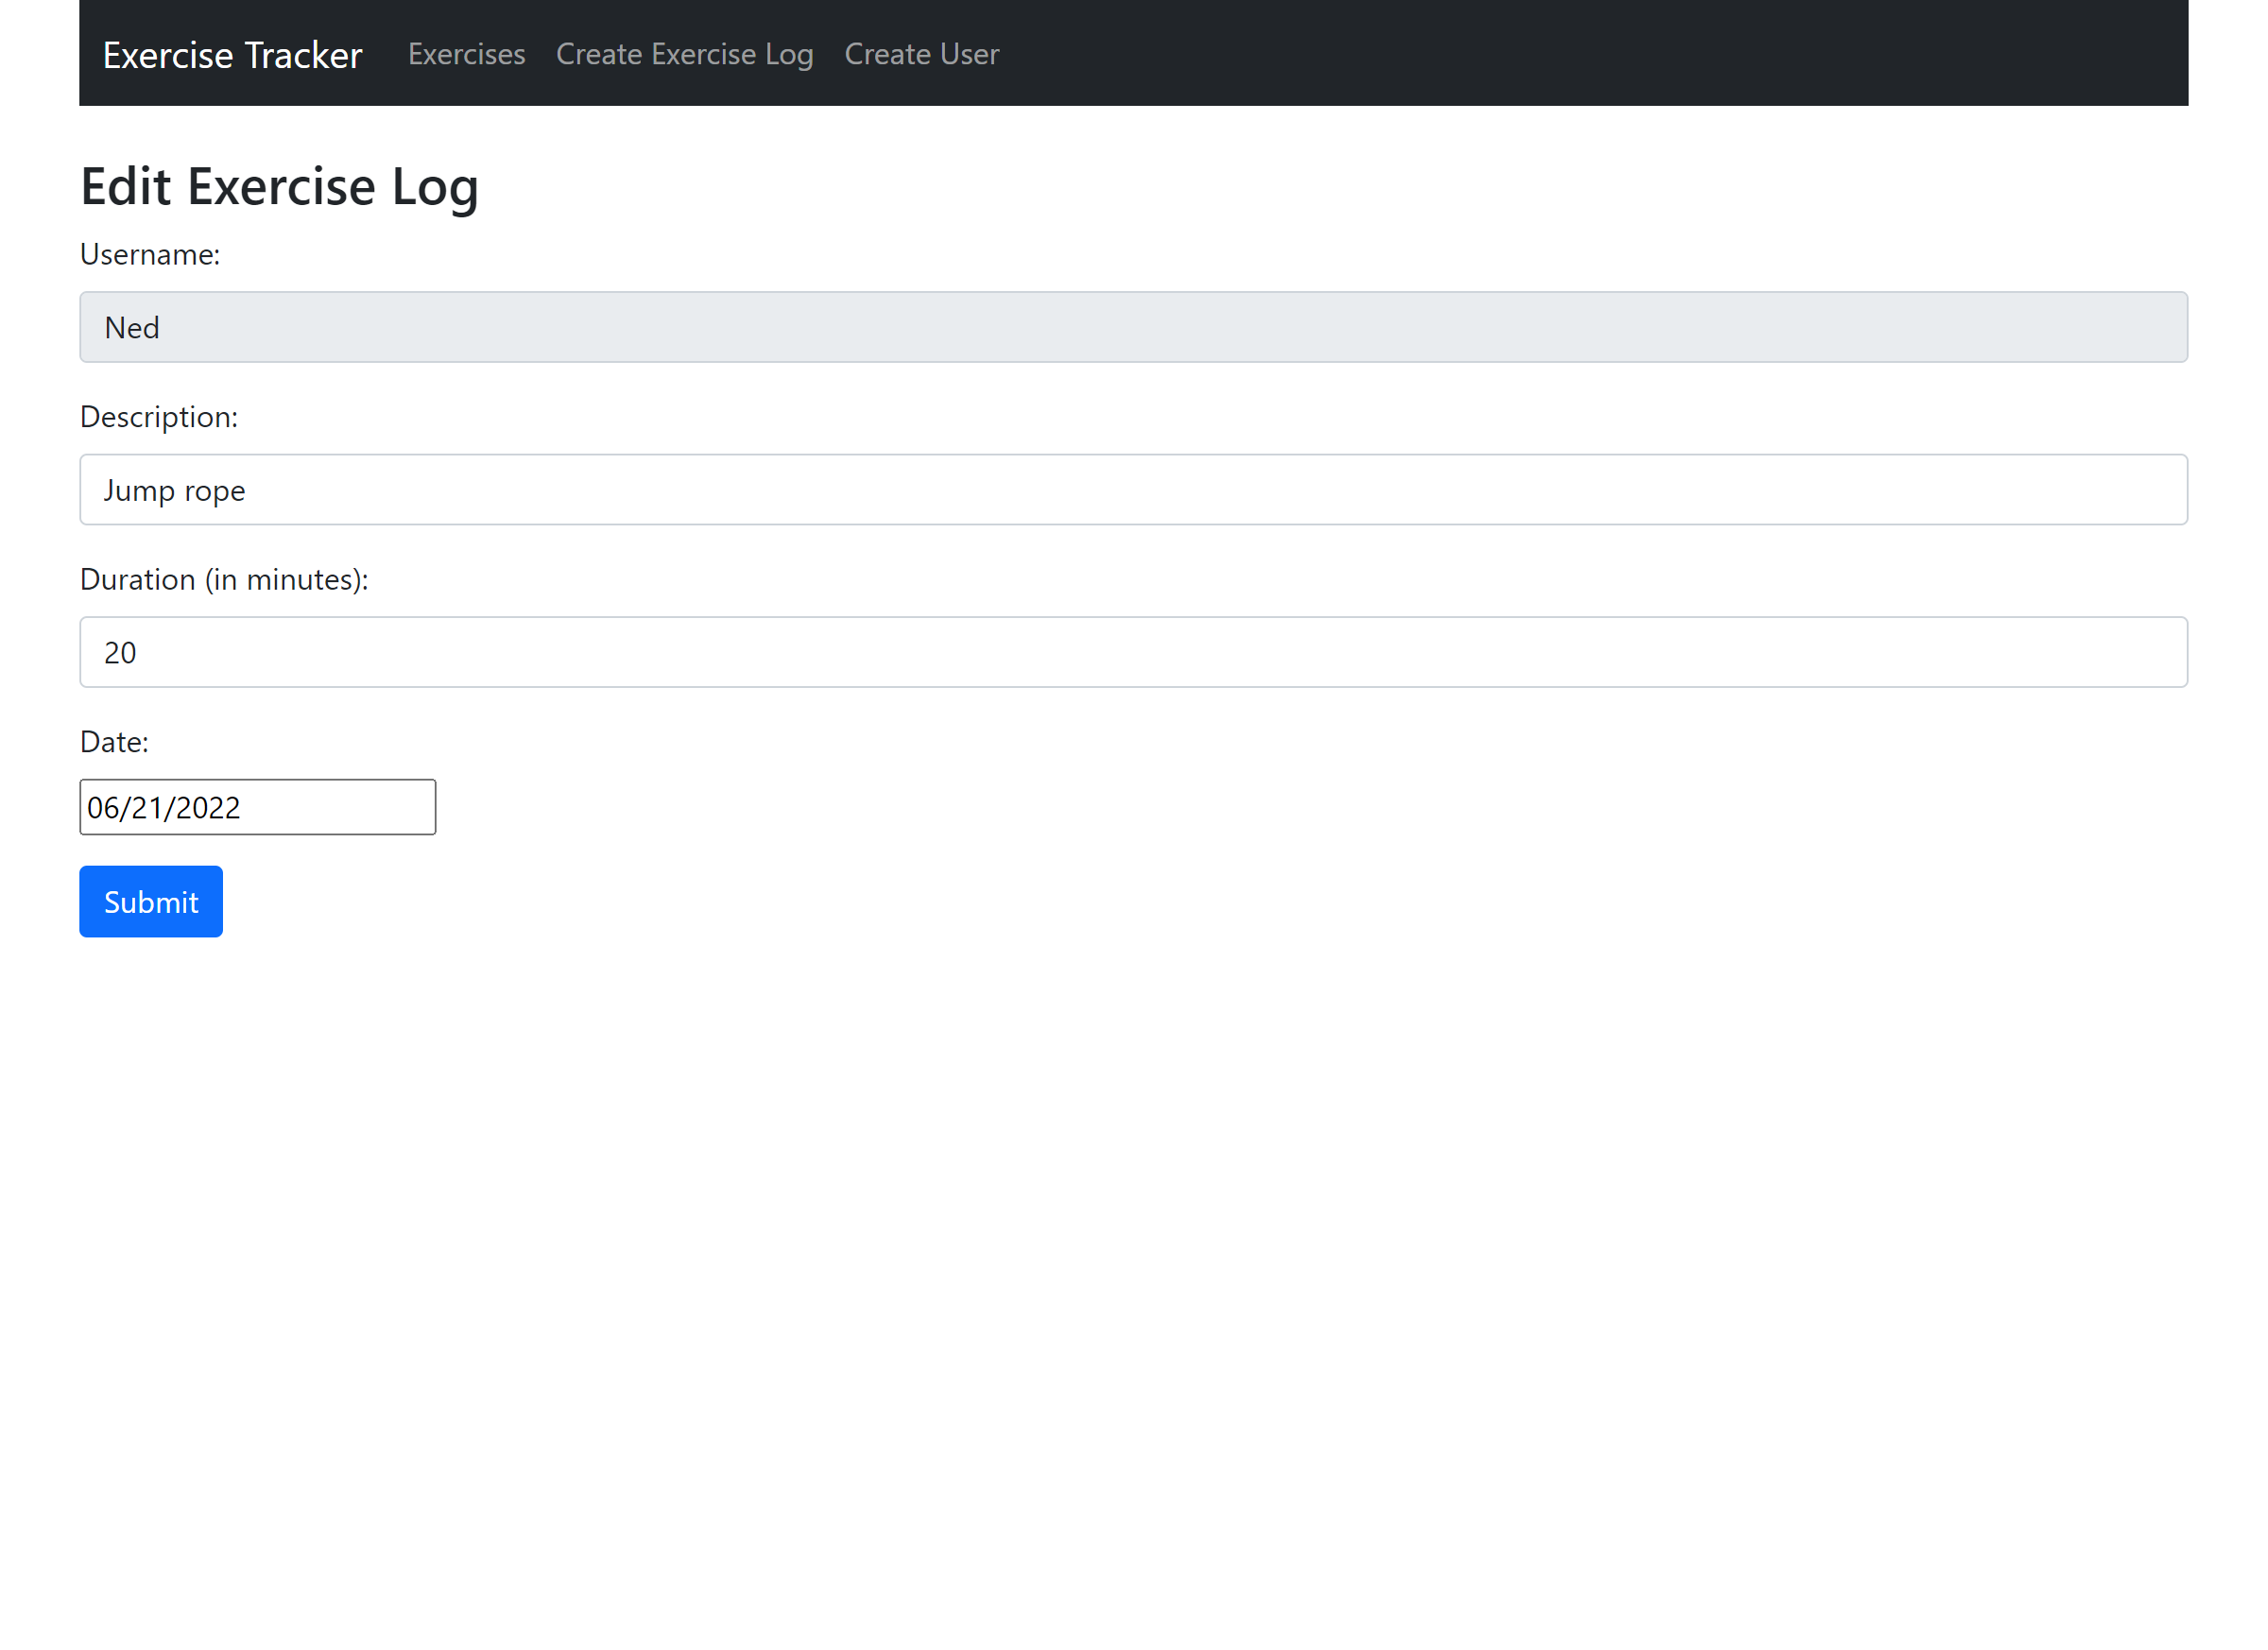 Exercise Tracker Exercises Create Exercise Log Create User
Edit Exercise Log
Username:
Ned
Description:
Jump rope
Duration (in minutes):
20
Date:
06/21/2022
Submit